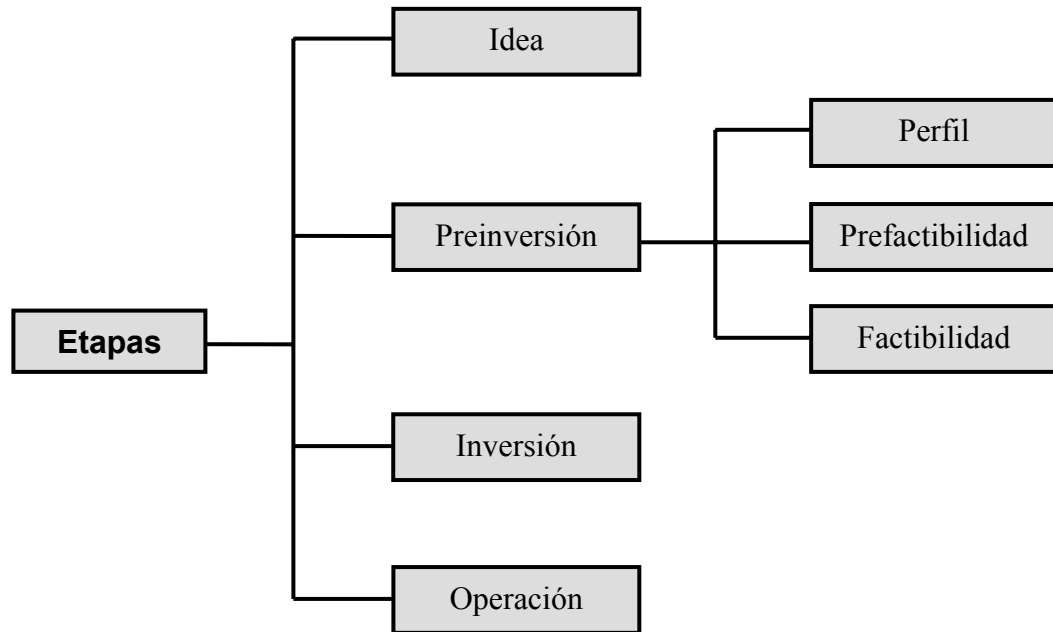 Idea
Perfil
Preinversión
Prefactibilidad
Etapas
Factibilidad
Inversión
Operación